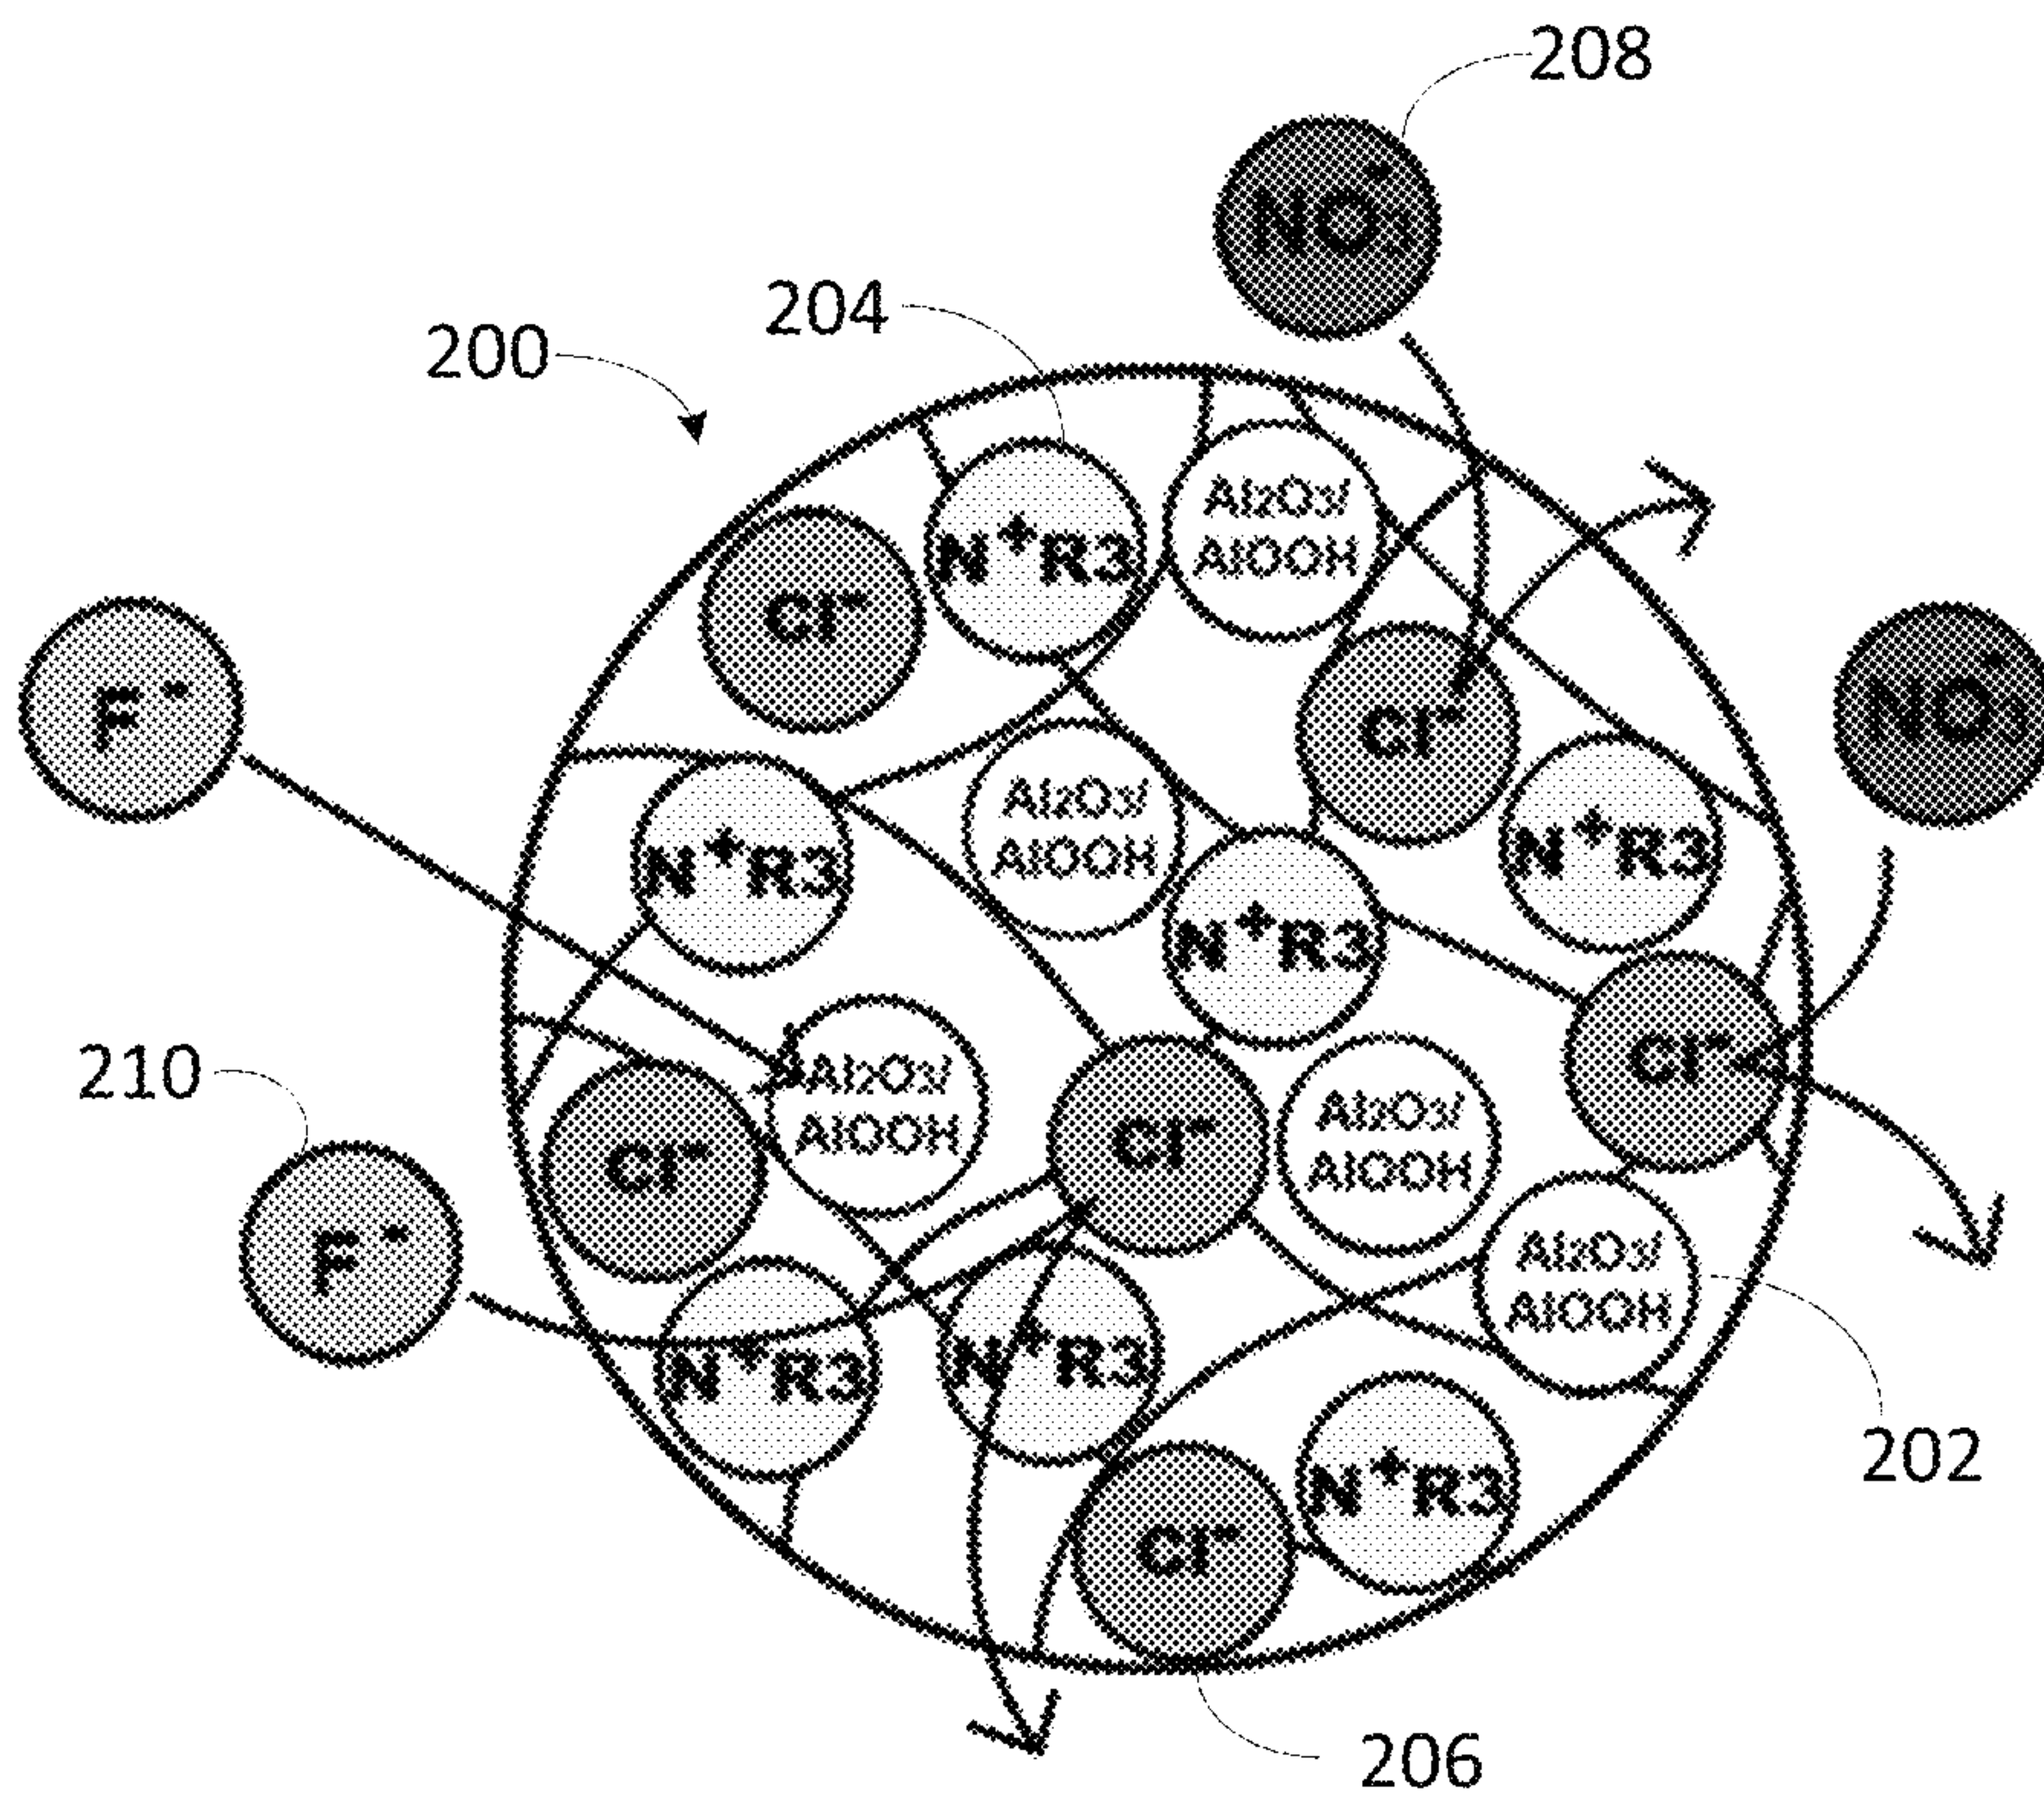 208
NO₃⁻
204
200
Al₂O₃/
AlOOH
N⁺R3
Cl⁻
F⁻
Cl⁻
NO₃⁻
Al₂O₃/
AlOOH
N⁺R3
N⁺R3
N⁺R3
210
Al₂O₃/
AlOOH
Cl⁻
Cl⁻
Al₂O₃/
AlOOH
Cl⁻
F⁻
Al₂O₃/
AlOOH
N⁺R3
N⁺R3
202
N⁺R3
Cl⁻
206